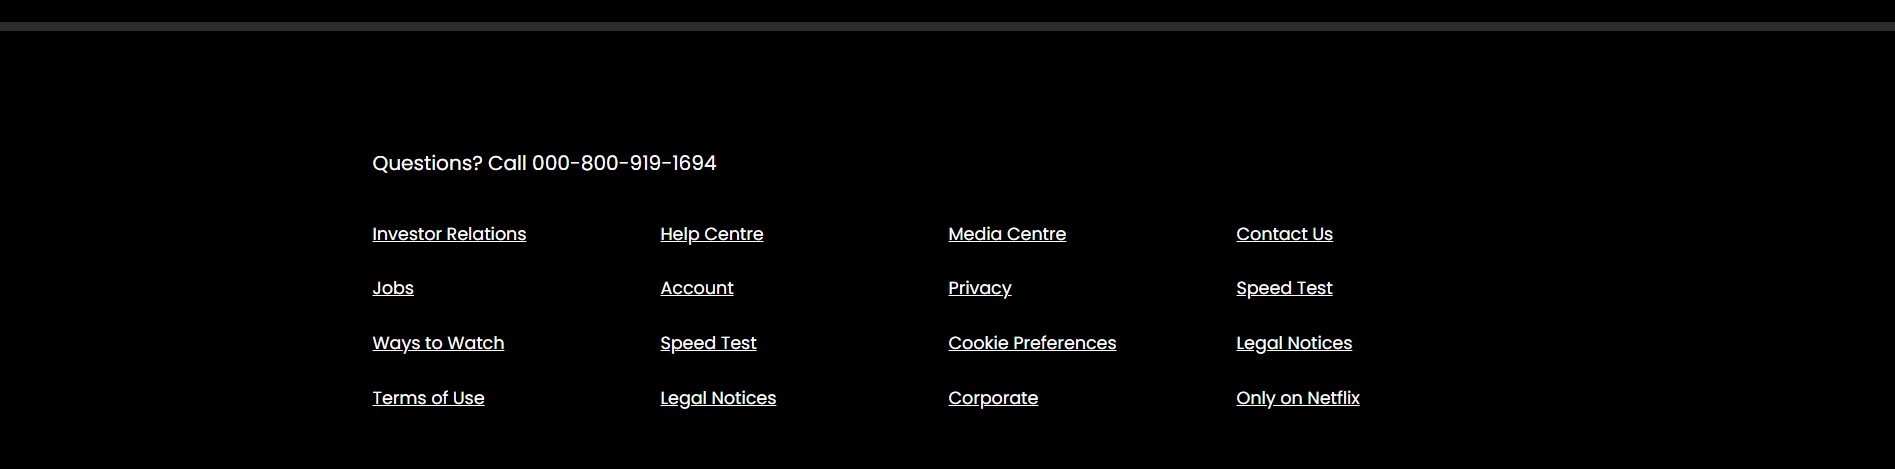 Questions? Call 000-800-919-1694
Investor Relations Help Centre Media Centre Contact Us
Jobs Account Privacy Speed Test
Ways to Watch Speed Test Cookie Preferences Legal Notices
Terms of Use Legal Notices Corporate Only on Netflix